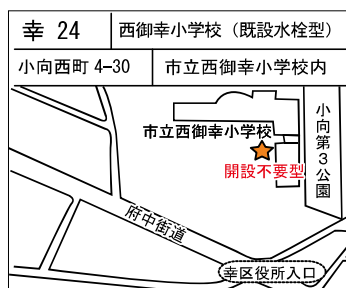 幸 24
西御幸小学校（既設水栓型）
小向西町 4-30
市立西御幸小学校内
市立西御幸小学校
開設不要型
小向第3公園
府中街道
幸区役所入口